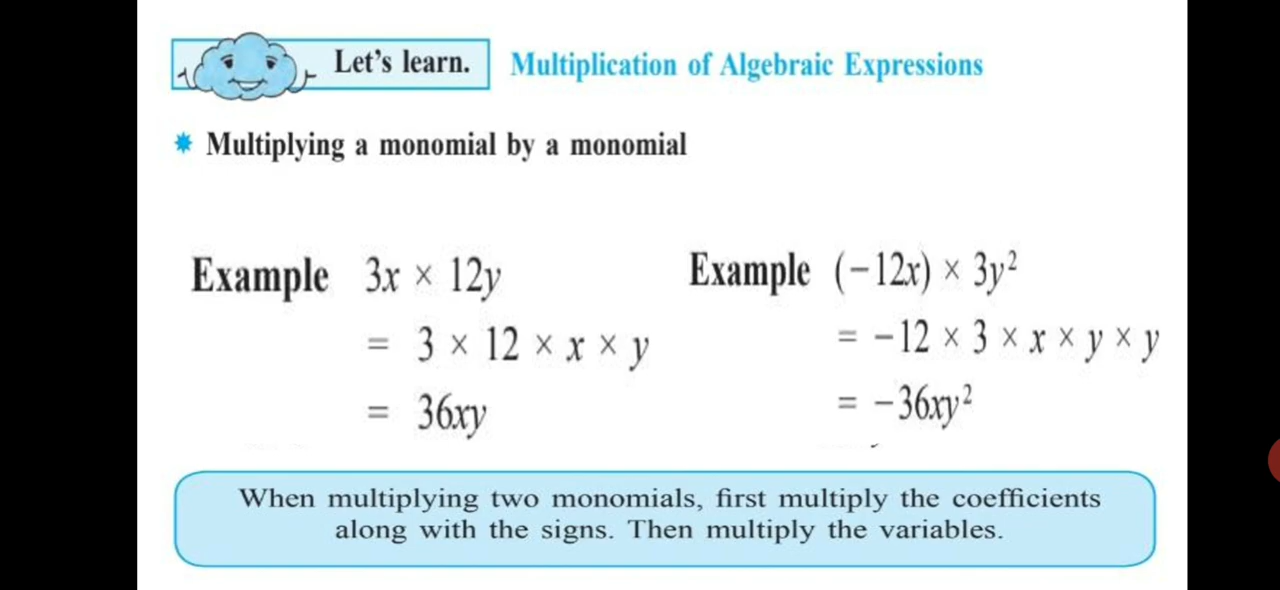 Let's learn. Multiplication of Algebraic Expressions
* Multiplying a monomial by a monomial
Example 3x × 12y
= 3 × 12 × x × y
= 36xy
Example (−12x) × 3y²
= −12 × 3 × x × y × y
= −36xy²
When multiplying two monomials, first multiply the coefficients
along with the signs. Then multiply the variables.